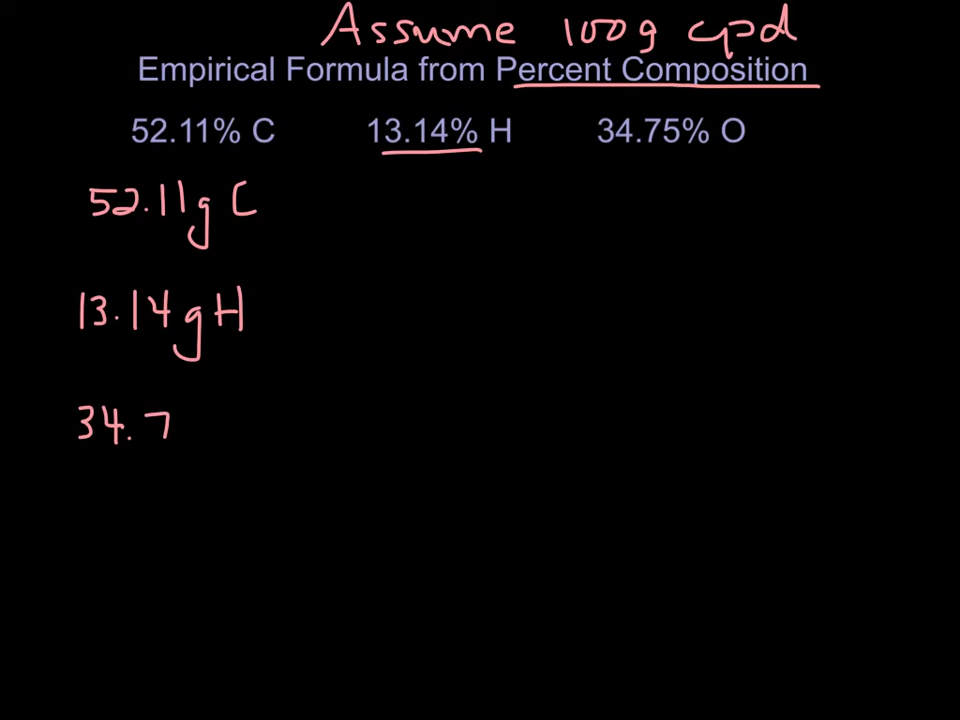 Assume 100g cpd
Empirical Formula from Percent Composition
52.11% C 13.14% H 34.75% O
52.11g C
13.14 g H
34.7